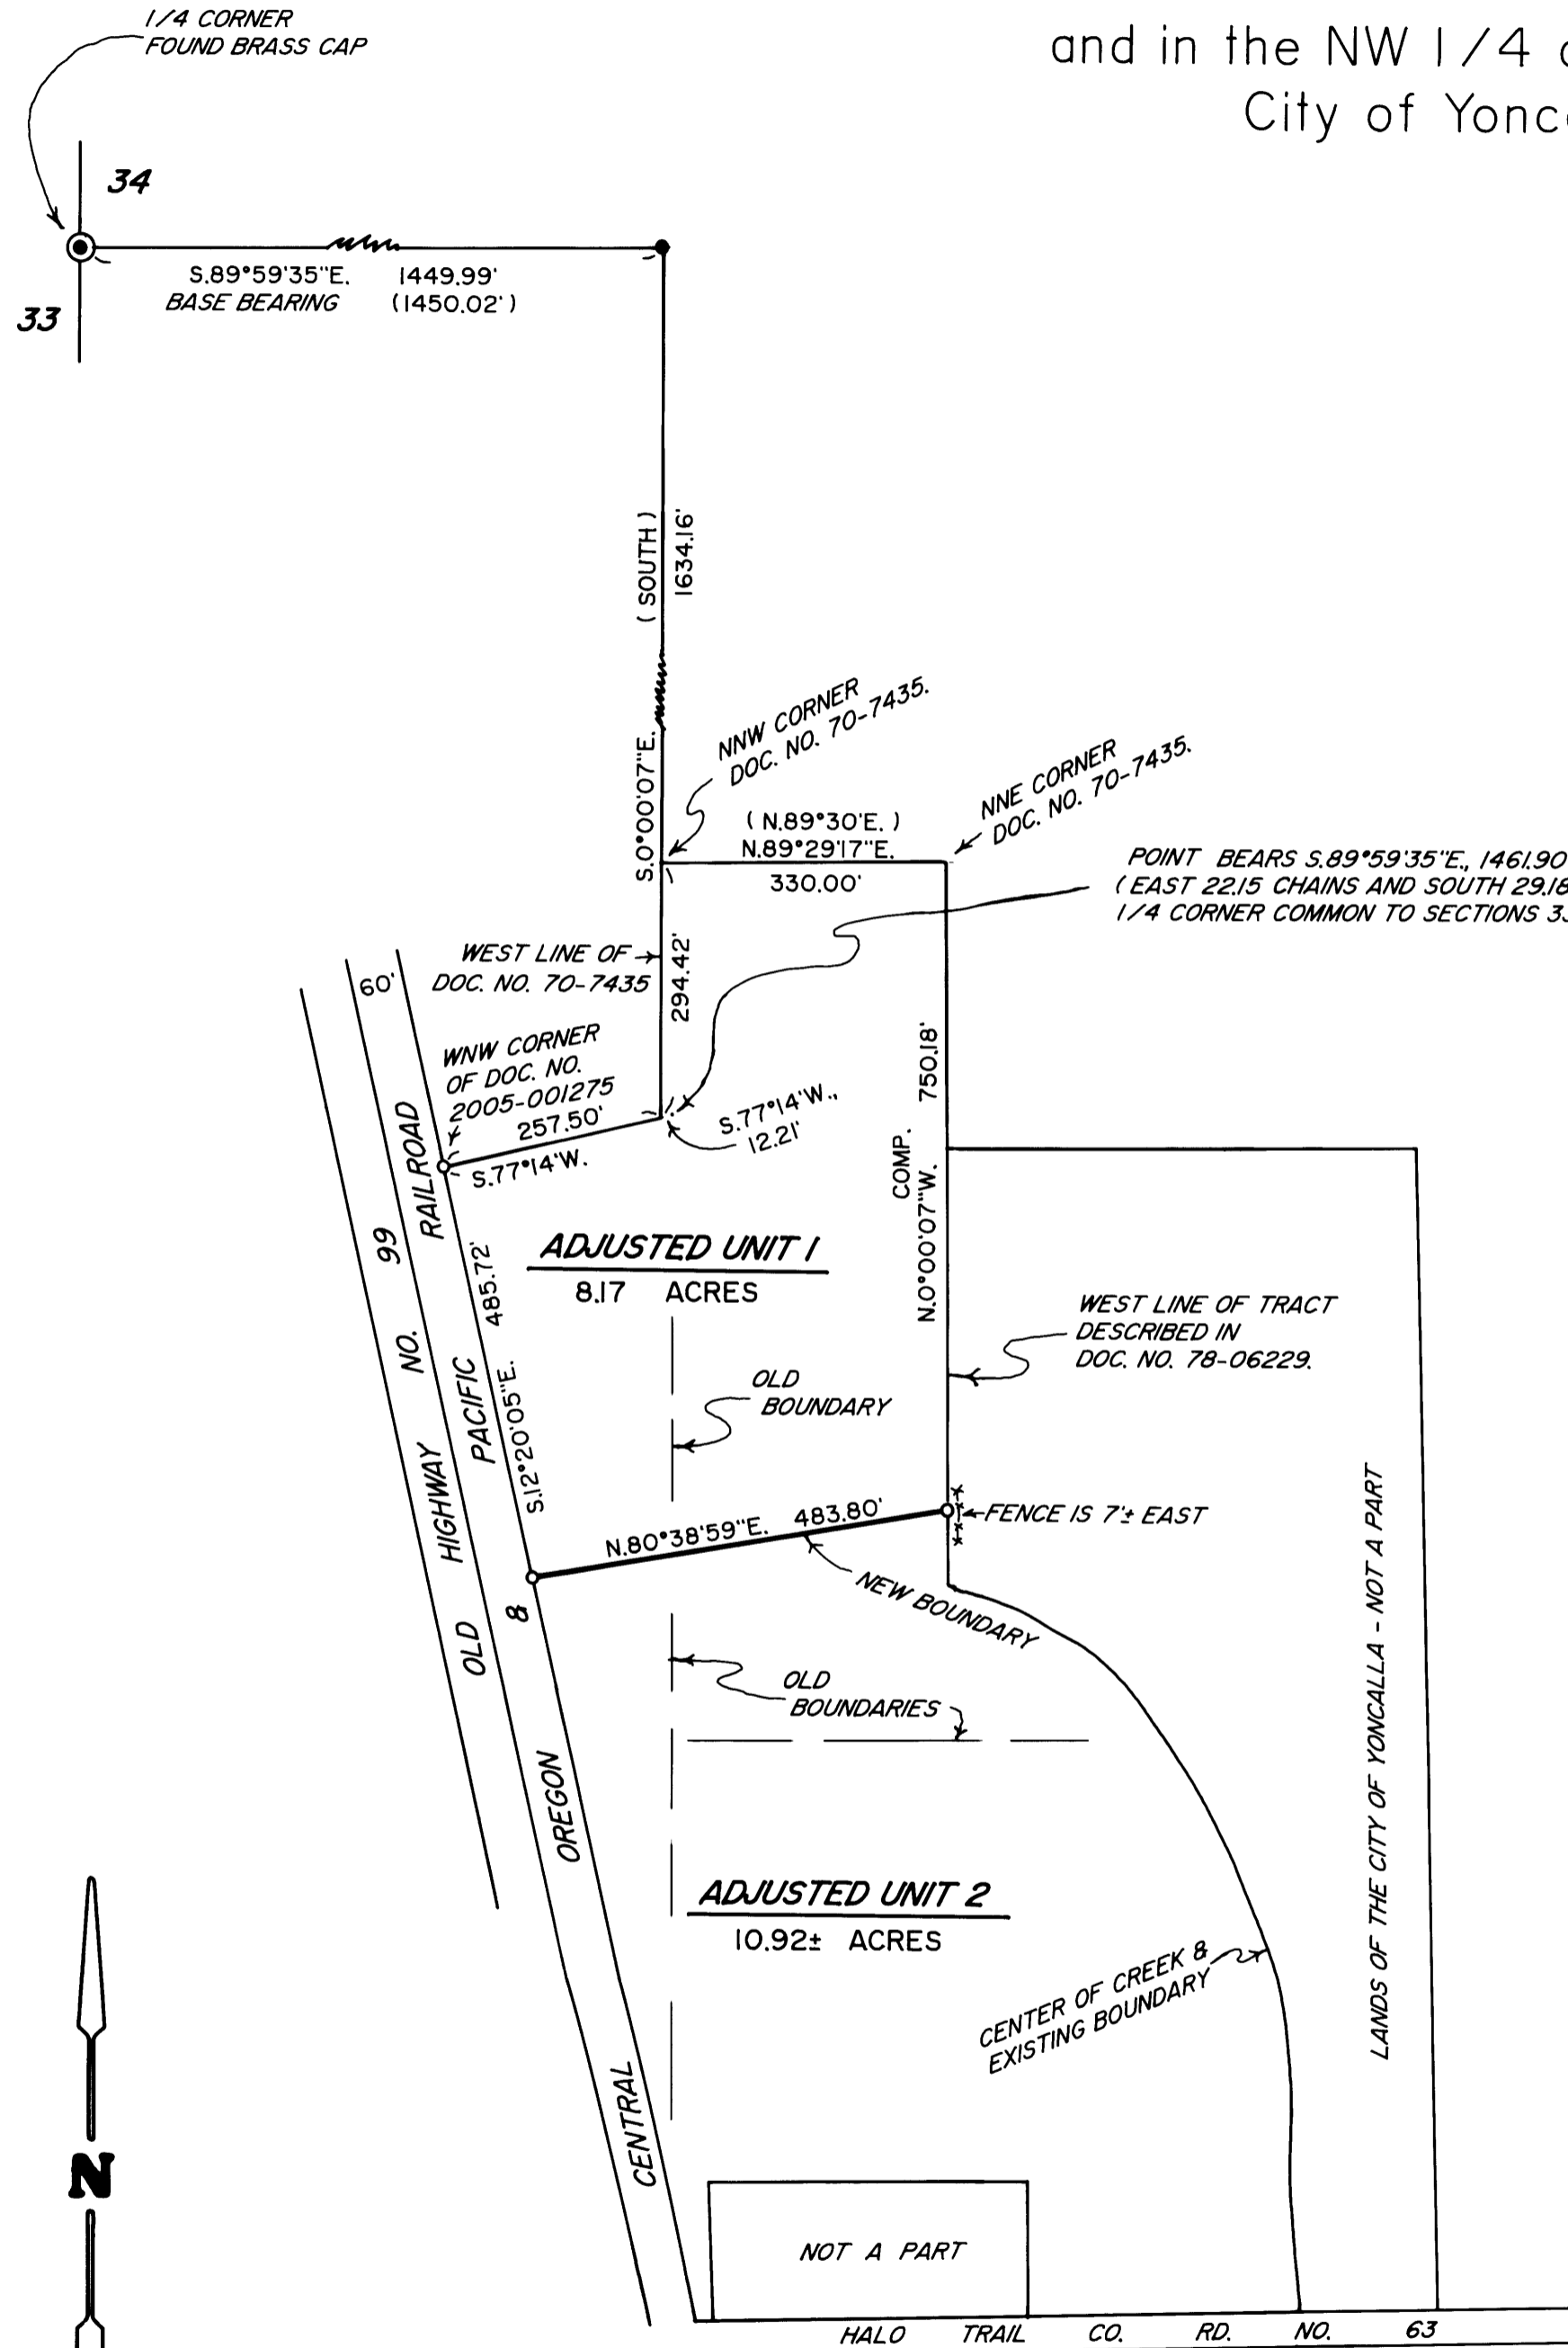 1/4 CORNER
FOUND BRASS CAP
and in the NW 1/4
City of Yonc
34
33
S.89°59'35"E. 1449.99'
BASE BEARING (1450.02')
( SOUTH )
1634.16'
S.0°00'07"E.
NNW CORNER
DOC. NO. 70-7435.
NNE CORNER
DOC. NO. 70-7435.
( N.89°30'E. )
N.89°29'17"E.
330.00'
POINT BEARS S.89°59'35"E., 1461.90
( EAST 22.15 CHAINS AND SOUTH 29.18
1/4 CORNER COMMON TO SECTIONS 33
WEST LINE OF
DOC. NO. 70-7435
294.42'
60'
WNW CORNER
OF DOC. NO.
2005-001275
257.50'
S.77°14'W.
S.77°14'W.,
12.21'
750.18'
COMP.
N.0°00'07"W.
ADJUSTED UNIT 1
8.17 ACRES
485.72'
S.12°20'05"E.
OLD HIGHWAY NO. 99
& 
CENTRAL OREGON PACIFIC RAILROAD
OLD
BOUNDARY
WEST LINE OF TRACT
DESCRIBED IN
DOC. NO. 78-06229.
N.80°38'59"E. 483.80'
FENCE IS 7'± EAST
NEW BOUNDARY
OLD
BOUNDARIES
ADJUSTED UNIT 2
10.92± ACRES
CENTER OF CREEK &
EXISTING BOUNDARY
LANDS OF THE CITY OF YONCALLA - NOT A PART
N
NOT A PART
HALO TRAIL CO. RD. NO. 63